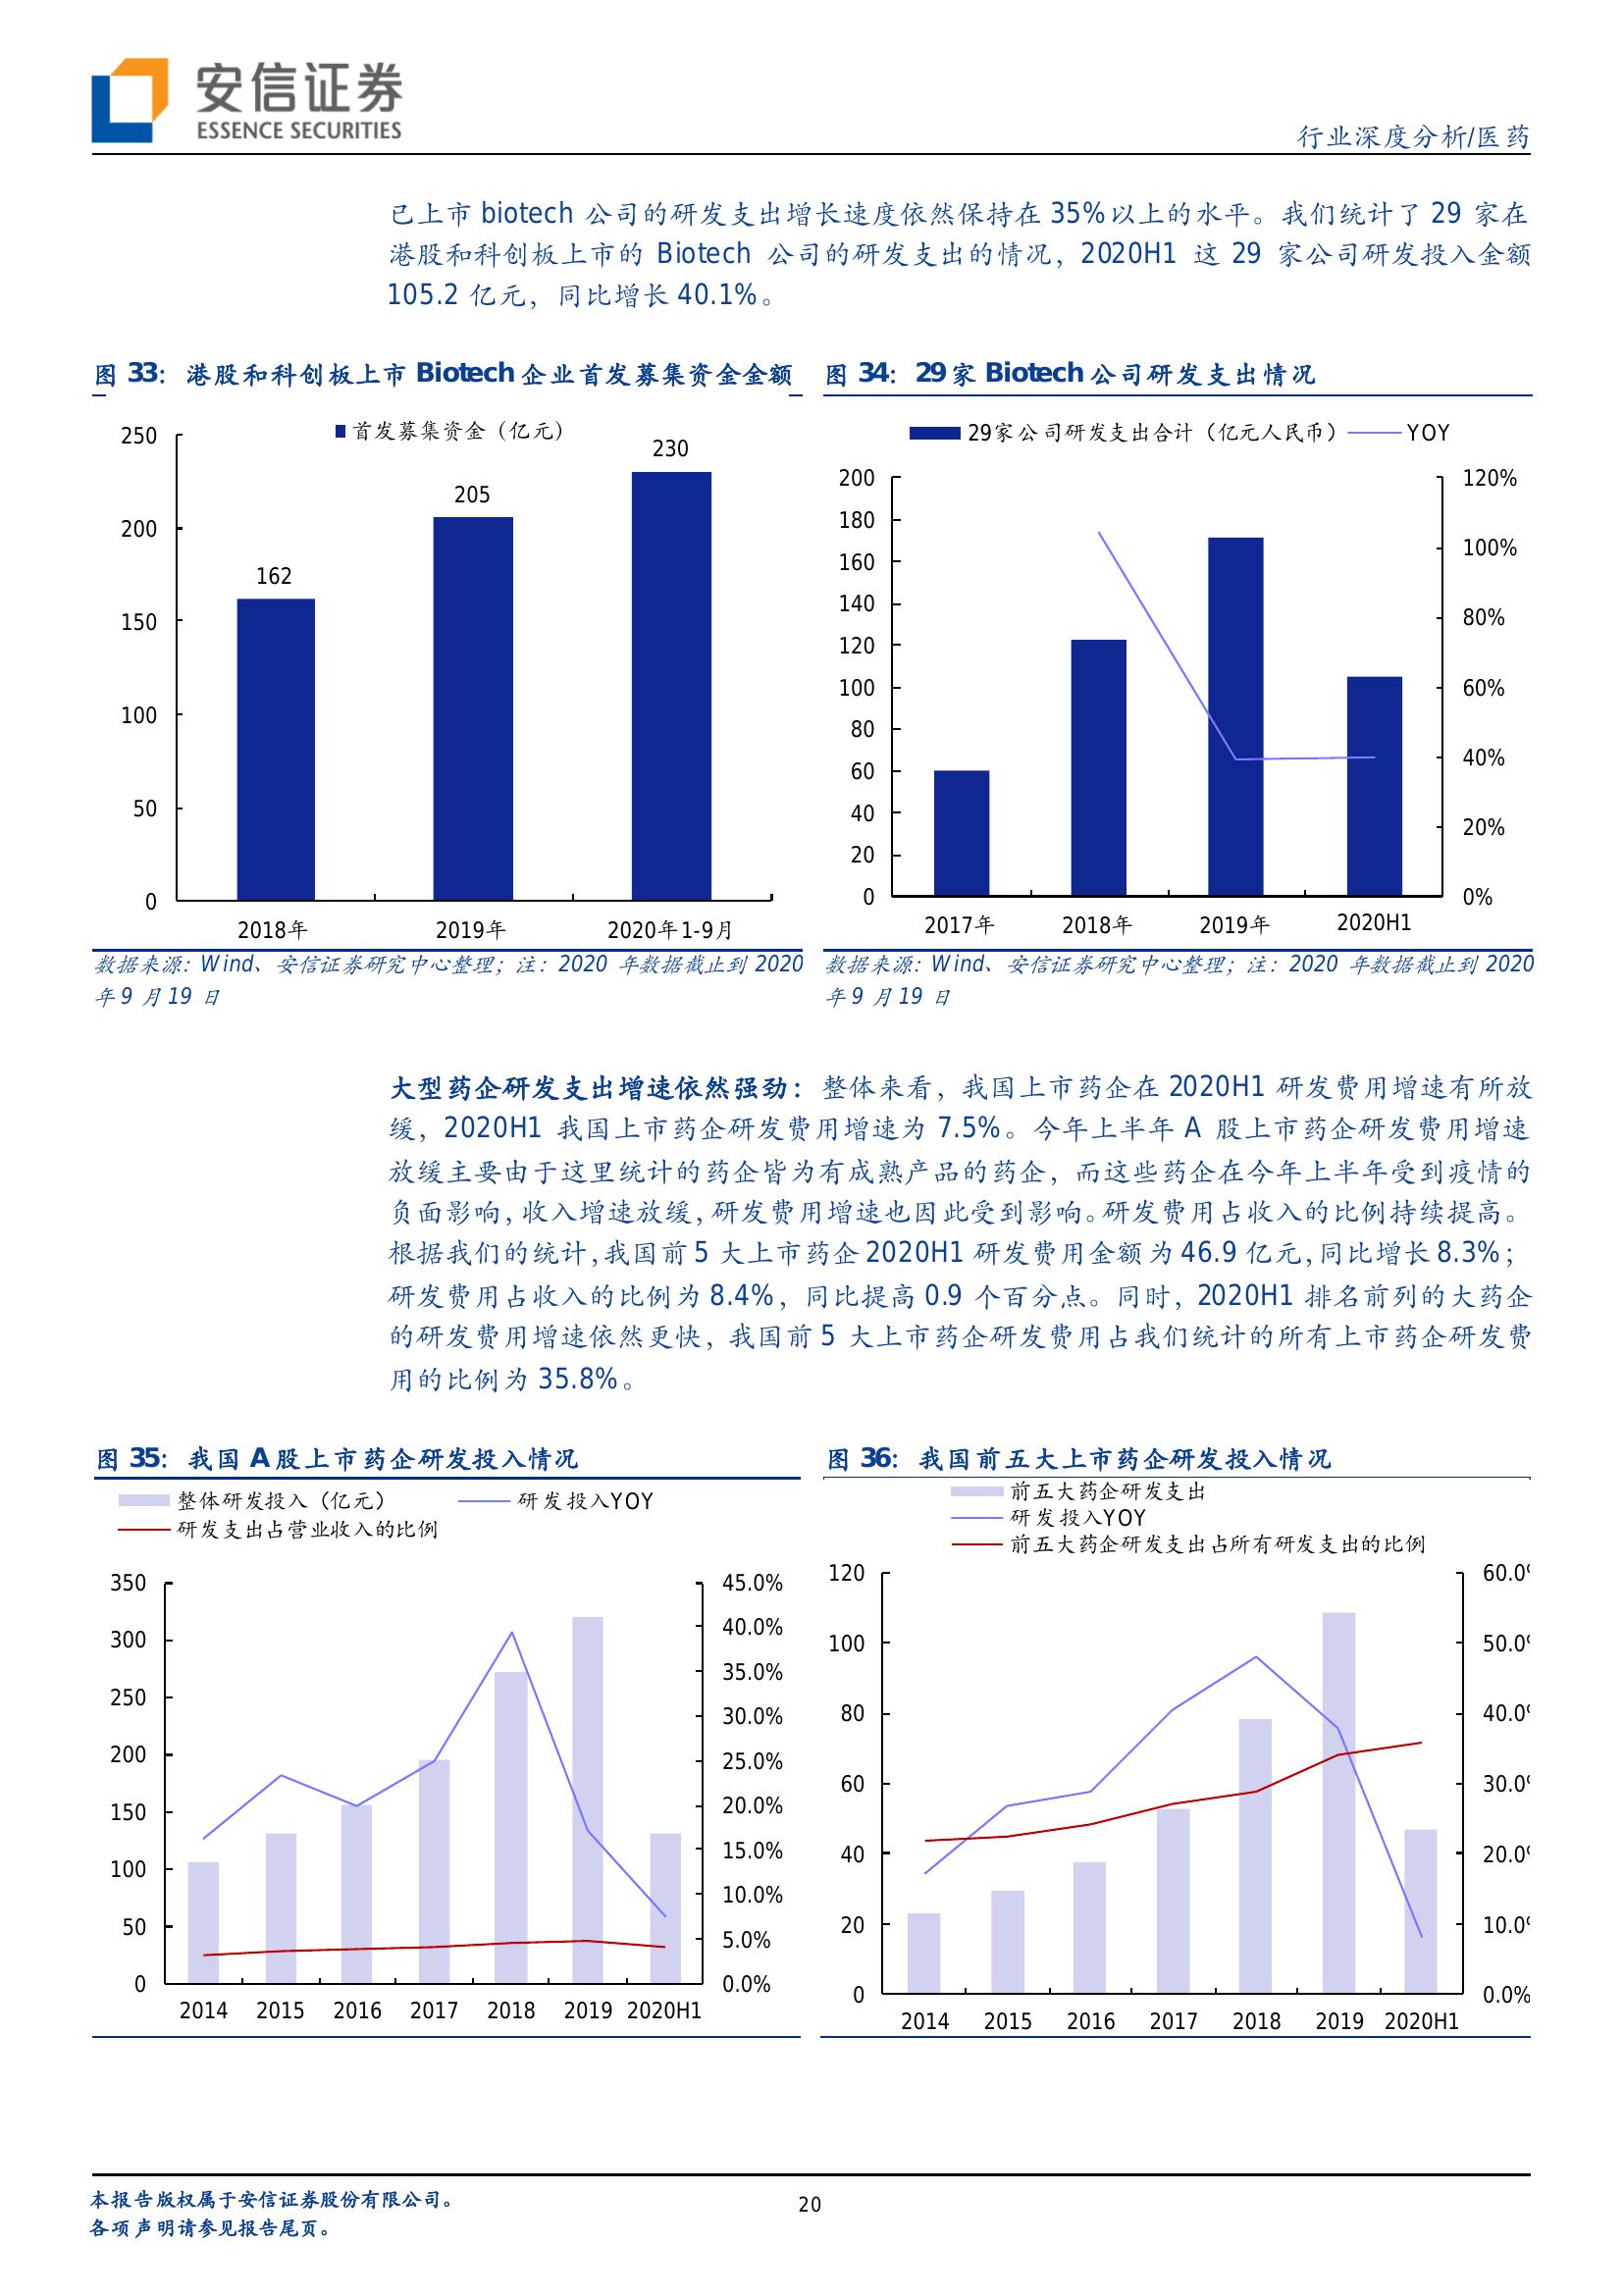 安信证券
ESSENCE SECURITIES
行业深度分析/医药
已上市 biotech 公司的研发支出增长速度依然保持在 35%以上的水平。我们统计了 29 家在
港股和科创板上市的 Biotech 公司的研发支出的情况，2020H1 这 29 家公司研发投入金额
105.2 亿元，同比增长 40.1%。
图 33：港股和科创板上市 Biotech 企业首发募集资金金额
首发募集资金（亿元）
250
200
150
100
50
0
162
205
230
2018年
2019年
2020年1-9月
数据来源：Wind、安信证券研究中心整理；注：2020 年数据截止到 2020
年 9 月 19 日
图 34：29 家 Biotech 公司研发支出情况
29家公司研发支出合计（亿元人民币）
YOY
200
180
160
140
120
100
80
60
40
20
0
120%
100%
80%
60%
40%
20%
0%
2017年
2018年
2019年
2020H1
数据来源：Wind、安信证券研究中心整理；注：2020 年数据截止到 2020
年 9 月 19 日
大型药企研发支出增速依然强劲：整体来看，我国上市药企在 2020H1 研发费用增速有所放
缓，2020H1 我国上市药企研发费用增速为 7.5%。今年上半年 A 股上市药企研发费用增速
放缓主要由于这里统计的药企皆为有成熟产品的药企，而这些药企在今年上半年受到疫情的
负面影响，收入增速放缓，研发费用增速也因此受到影响。研发费用占收入的比例持续提高。
根据我们的统计，我国前 5 大上市药企 2020H1 研发费用金额为 46.9 亿元，同比增长 8.3%；
研发费用占收入的比例为 8.4%，同比提高 0.9 个百分点。同时，2020H1 排名前列的大药企
的研发费用增速依然更快，我国前 5 大上市药企研发费用占我们统计的所有上市药企研发费
用的比例为 35.8%。
图 35：我国 A 股上市药企研发投入情况
整体研发投入（亿元）
研发投入YOY
研发支出占营业收入的比例
350
300
250
200
150
100
50
0
45.0%
40.0%
35.0%
30.0%
25.0%
20.0%
15.0%
10.0%
5.0%
0.0%
2014
2015
2016
2017
2018
2019
2020H1
图 36：我国前五大上市药企研发投入情况
前五大药企研发支出
研发投入YOY
前五大药企研发支出占所有研发支出的比例
120
100
80
60
40
20
0
60.0
50.0
40.0
30.0
20.0
10.0
0.0%
2014
2015
2016
2017
2018
2019
2020H1
本报告版权属于安信证券股份有限公司。
各项声明请参见报告尾页。
20